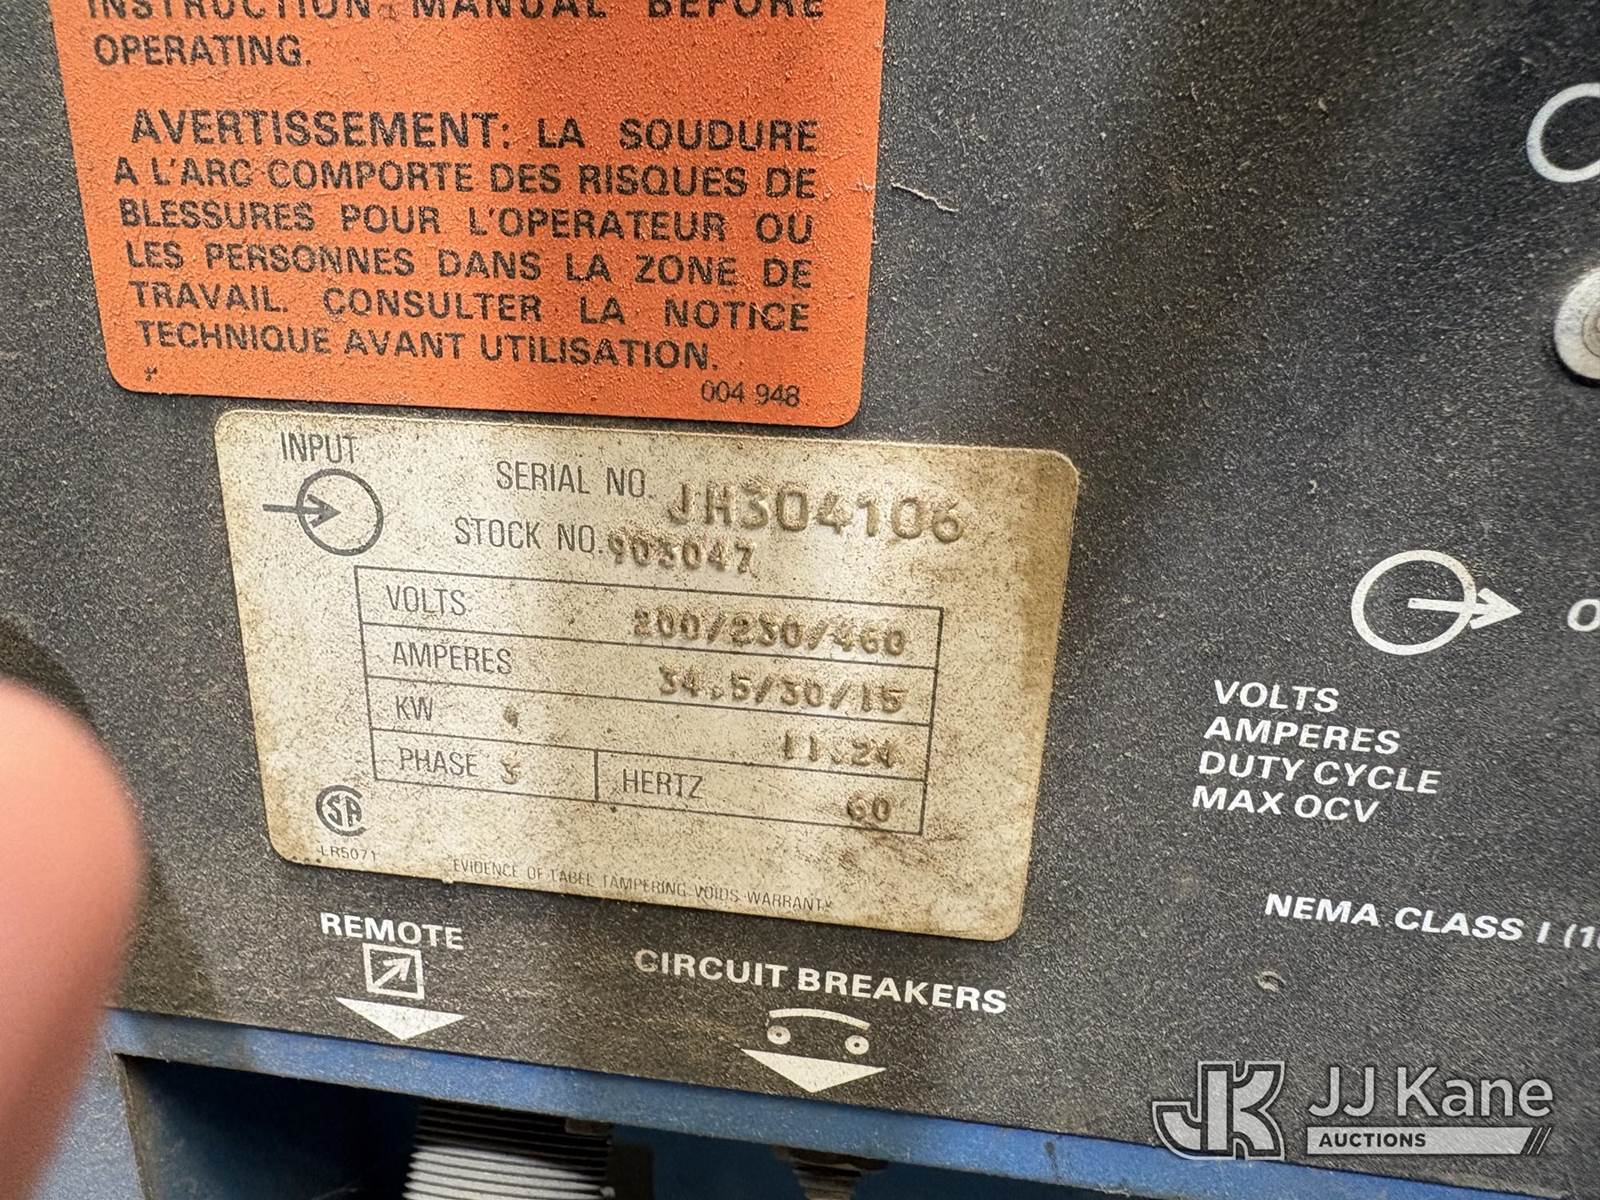 INSTRUCTION MANUAL BEFORE
OPERATING.
AVERTISSEMENT: LA SOUDURE
A L'ARC COMPORTE DES RISQUES DE
BLESSURES POUR L'OPERATEUR OU
LES PERSONNES DANS LA ZONE DE
TRAVAIL. CONSULTER LA NOTICE
TECHNIQUE AVANT UTILISATION.
004 948
INPUT
SERIAL NO. JH304106
STOCK NO. 903047
VOLTS 200/230/460
AMPERES 34.5/30/15
KW 11.24
PHASE 3 HERTZ 60
LR5071
EVIDENCE OF LABEL TAMPERING VOIDS WARRANTY
REMOTE
CIRCUIT BREAKERS
VOLTS
AMPERES
DUTY CYCLE
MAX OCV
NEMA CLASS I
JJ Kane
AUCTIONS